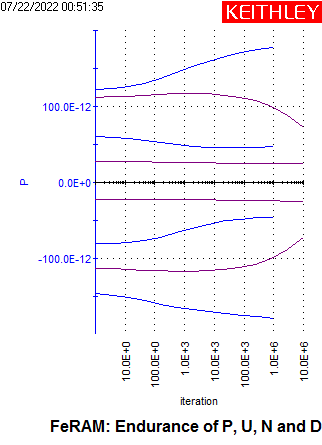 07/22/2022 00:51:35
KEITHLEY
100.0E-12
P
0.0E+0
-100.0E-12
10.0E+0
100.0E+0
1.0E+3
10.0E+3
100.0E+3
1.0E+6
10.0E+6
iteration
FeRAM: Endurance of P, U, N and D